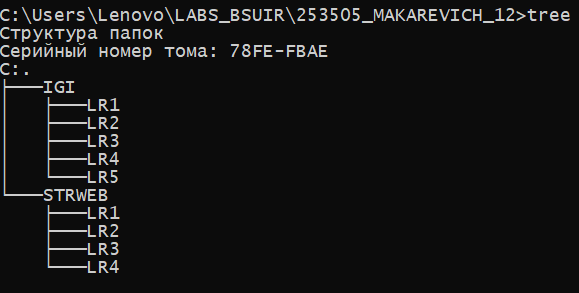 C:\Users\Lenovo\LABS_BSUIR\253505_MAKAREVICH_12>tree
Структура папок
Серийный номер тома: 78FE-FBAE
C:.
├───IGI
│   ├───LR1
│   ├───LR2
│   ├───LR3
│   ├───LR4
│   └───LR5
└───STRWEB
    ├───LR1
    ├───LR2
    ├───LR3
    └───LR4